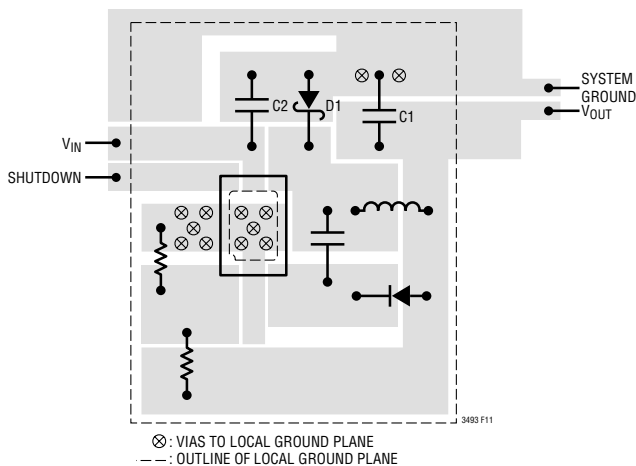 SYSTEM
GROUND
C2
D1
C1
VOUT
VIN
SHUTDOWN
3493 F11
: VIAS TO LOCAL GROUND PLANE
: OUTLINE OF LOCAL GROUND PLANE